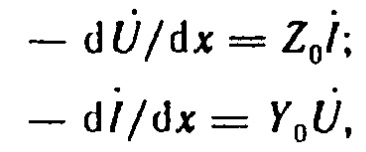 − dU̇/dx = Z₀İ;
− dİ/dx = Y₀U̇,